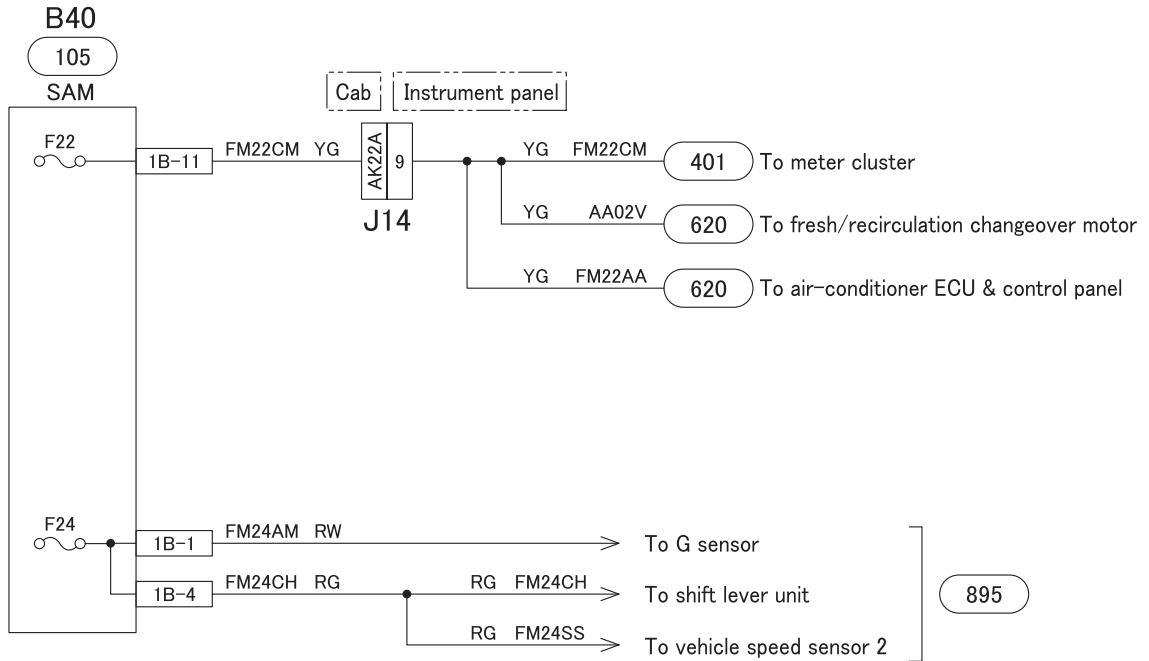 B40
105
SAM
Cab
Instrument panel
F22
1B-11
FM22CM YG
AK22A
9
J14
YG FM22CM
401
To meter cluster
YG AA02V
620
To fresh/recirculation changeover motor
YG FM22AA
620
To air-conditioner ECU & control panel
F24
1B-1
FM24AM RW
To G sensor
1B-4
FM24CH RG
RG FM24CH
To shift lever unit
895
RG FM24SS
To vehicle speed sensor 2